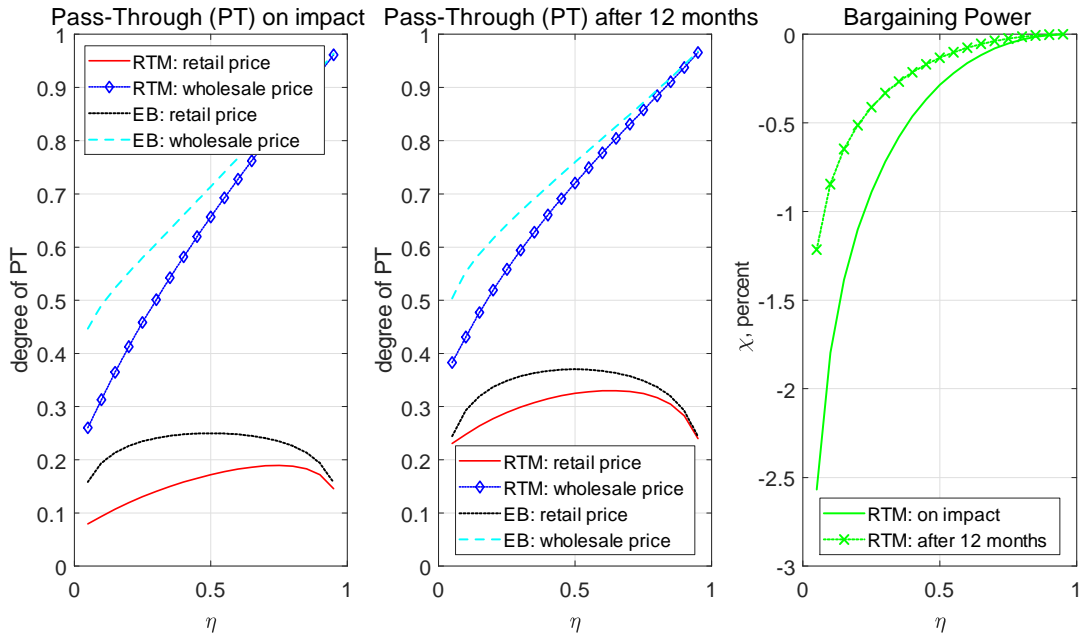 Pass-Through (PT) on impact
1
0.9
0.8
0.7
0.6
0.5
0.4
0.3
0.2
0.1
0
degree of PT
RTM: retail price
RTM: wholesale price
EB: retail price
EB: wholesale price
0 0.5 1
η
Pass-Through (PT) after 12 months
1
0.9
0.8
0.7
0.6
0.5
0.4
0.3
0.2
0.1
0
degree of PT
RTM: retail price
RTM: wholesale price
EB: retail price
EB: wholesale price
0 0.5 1
η
Bargaining Power
0
-0.5
-1
-1.5
-2
-2.5
-3
χ, percent
RTM: on impact
RTM: after 12 months
0 0.5 1
η